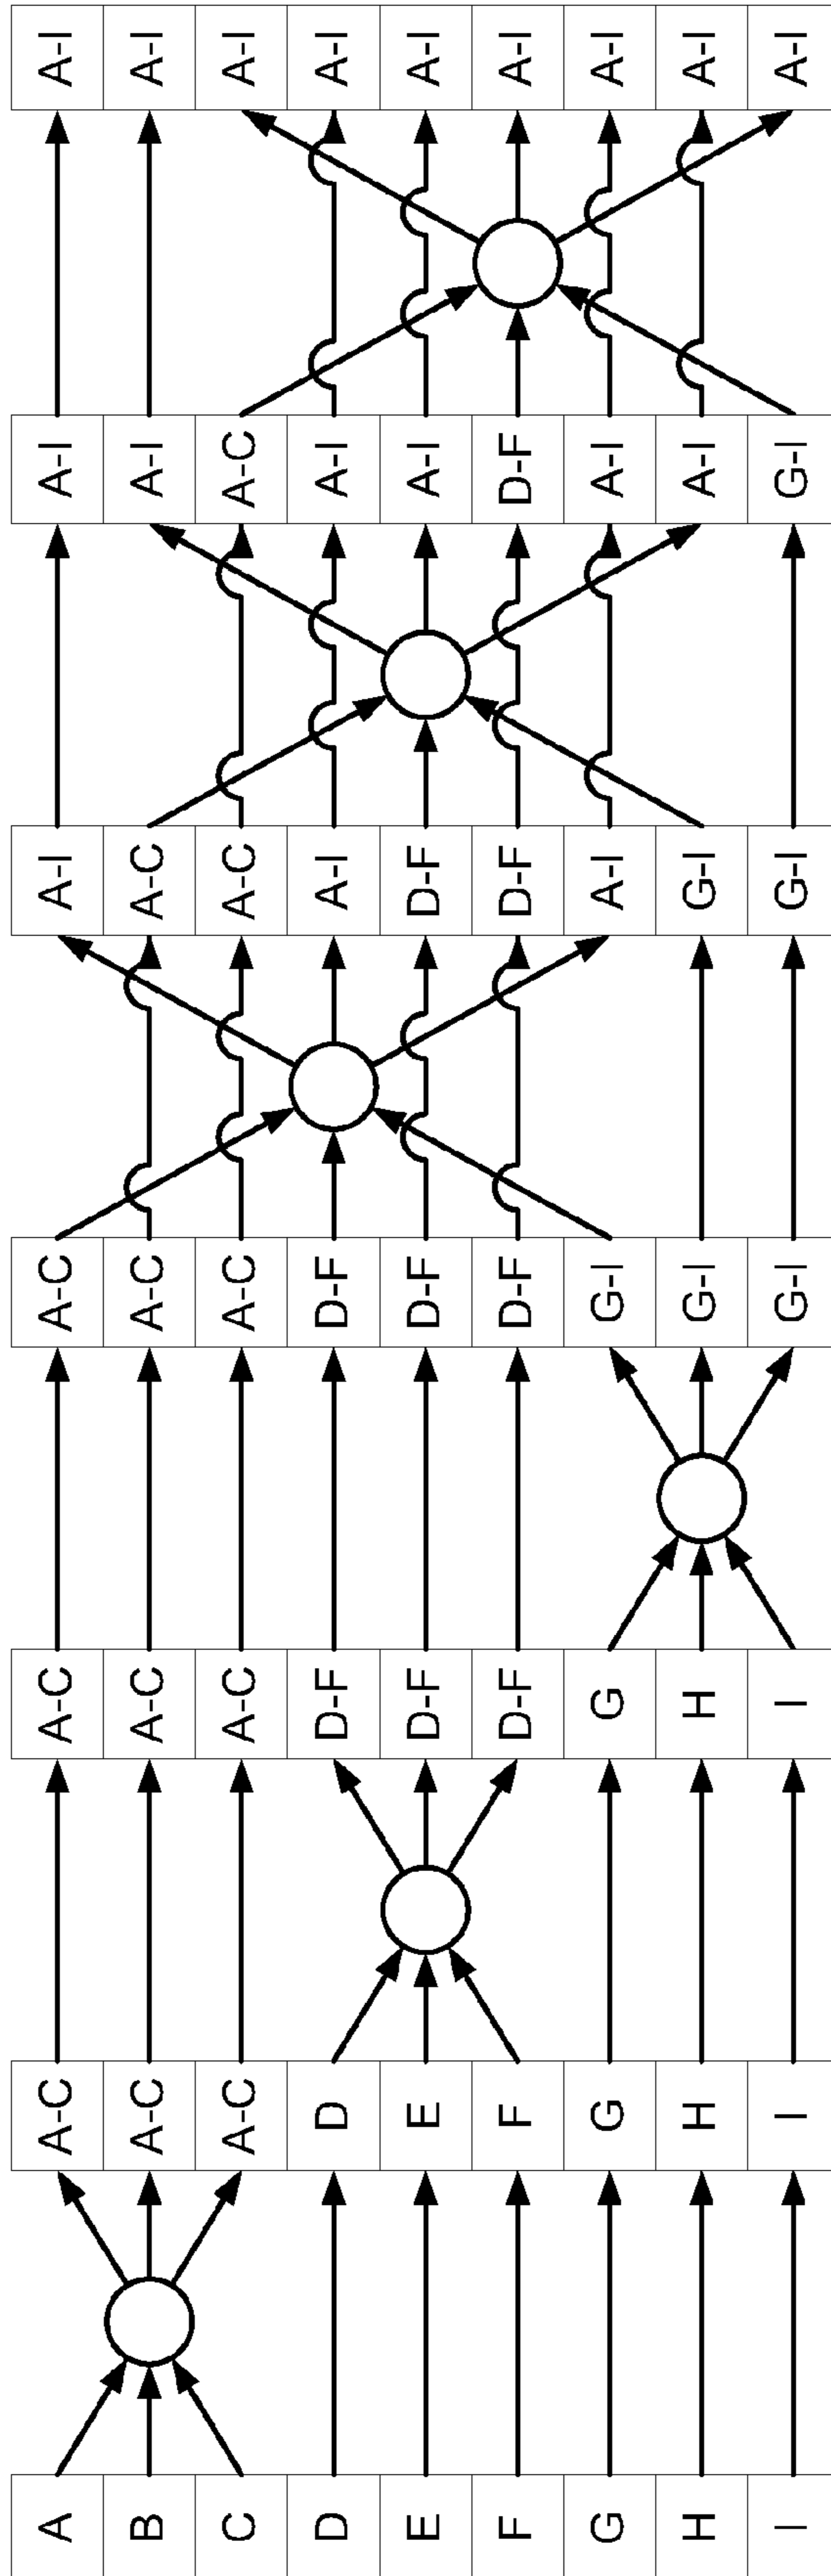 A A-C A-C A-C A-I A-I A-I
B A-C A-C A-C A-C A-I A-I
C A-C A-C A-C A-C A-C A-I
D D D-F D-F A-I A-I A-I
E E D-F D-F D-F A-I A-I
F F D-F D-F D-F D-F A-I
G G G G-I A-I A-I A-I
H H H G-I G-I A-I A-I
I I I G-I G-I G-I A-I